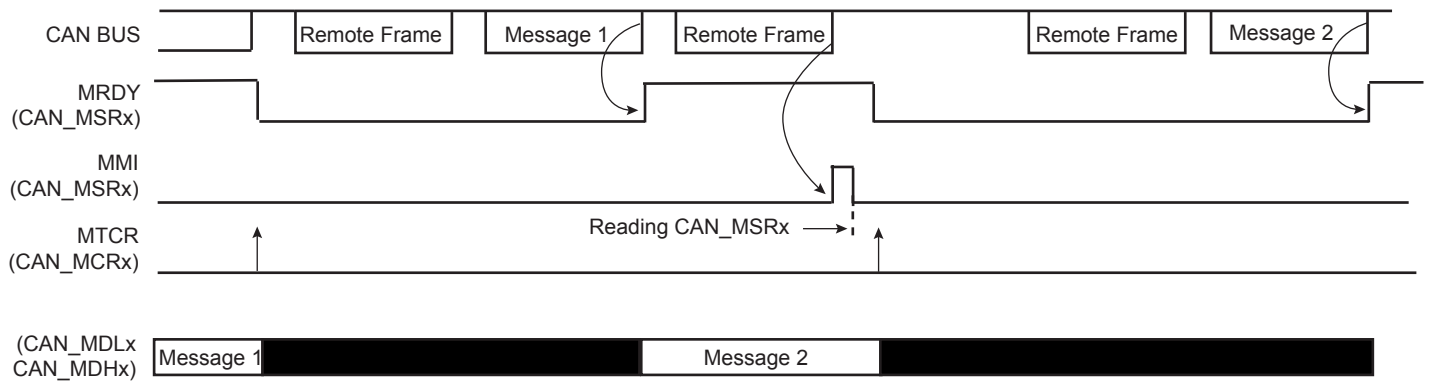 CAN BUS
Remote Frame
Message 1
Remote Frame
Remote Frame
Message 2
MRDY
(CAN_MSRx)
MMI
(CAN_MSRx)
Reading CAN_MSRx
MTCR
(CAN_MCRx)
(CAN_MDLx
CAN_MDHx)
Message 1
Message 2